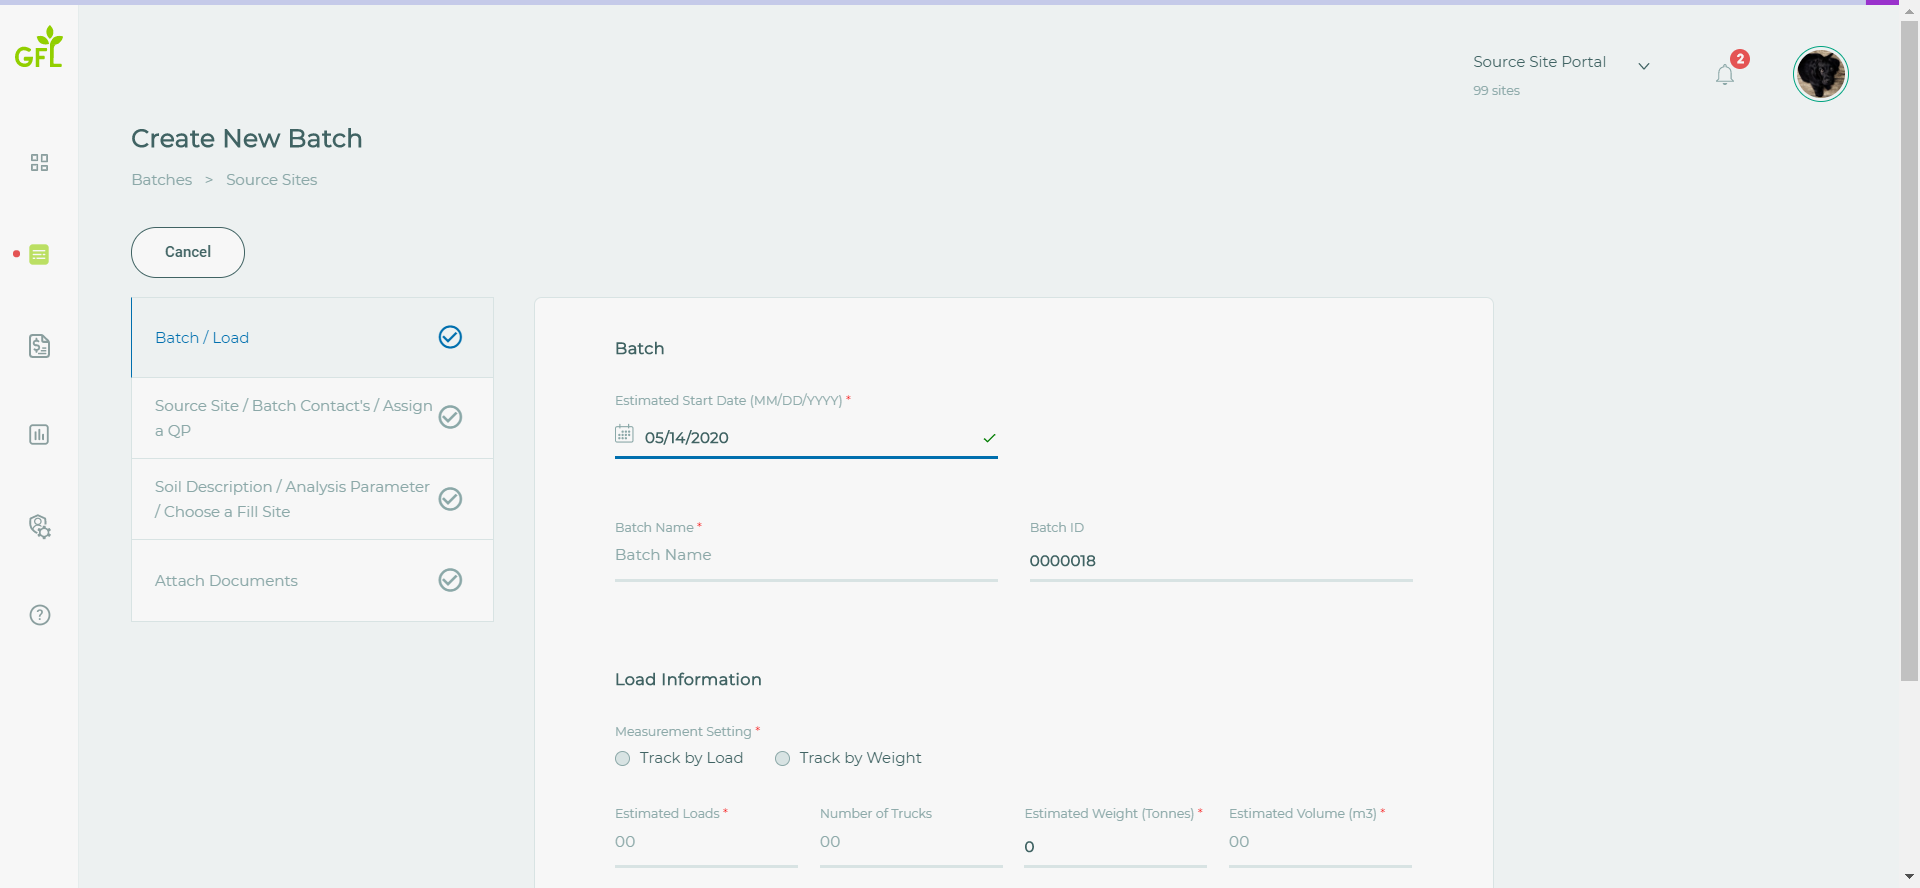 GFL
Source Site Portal
99 sites
2
Create New Batch
Batches > Source Sites
Cancel
Batch / Load
Source Site / Batch Contact's / Assign
a QP
Soil Description / Analysis Parameter
/ Choose a Fill Site
Attach Documents
Batch
Estimated Start Date (MM/DD/YYYY) *
05/14/2020
Batch Name * Batch ID
Batch Name 0000018
Load Information
Measurement Setting *
Track by Load Track by Weight
Estimated Loads * Number of Trucks Estimated Weight (Tonnes) * Estimated Volume (m3) *
00 00 0 00